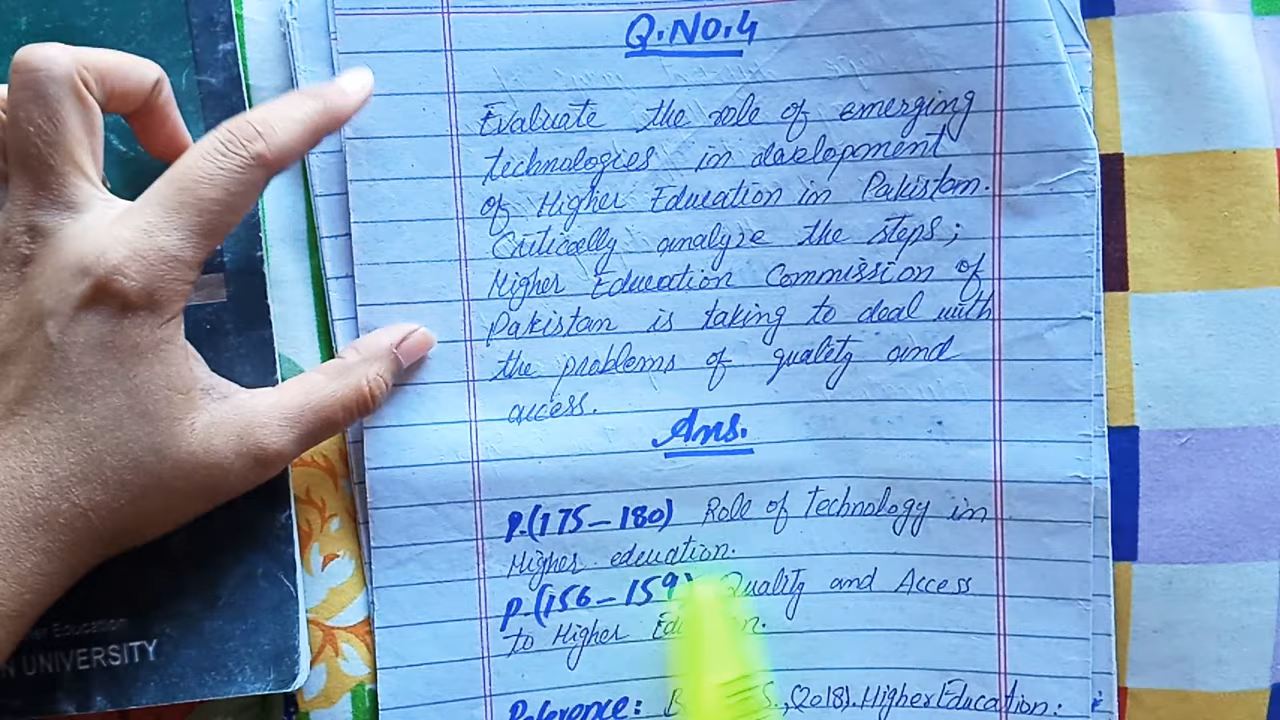 Q.NO.4
Evaluate the role of emerging
technologies in development
of Higher Education in Pakistan.
Critically analyze the steps;
Higher Education Commission of
Pakistan is taking to deal with
the problems of quality and
access.
Ans.
P.(175-180) Role of Technology in
Higher education.
P.(156-159) Quality and Access
to Higher
Reference: S.,(2018). Higher Education:
Education
UNIVERSITY